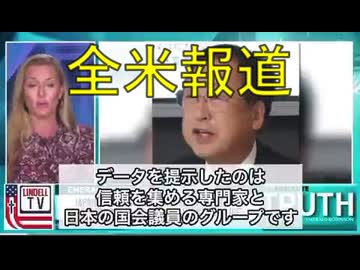 全米報道
データを提示したのは
信頼を集める専門家と
日本の国会議員のグループです
LINDELL
TV
EMERA
JAPAN
TRUTH